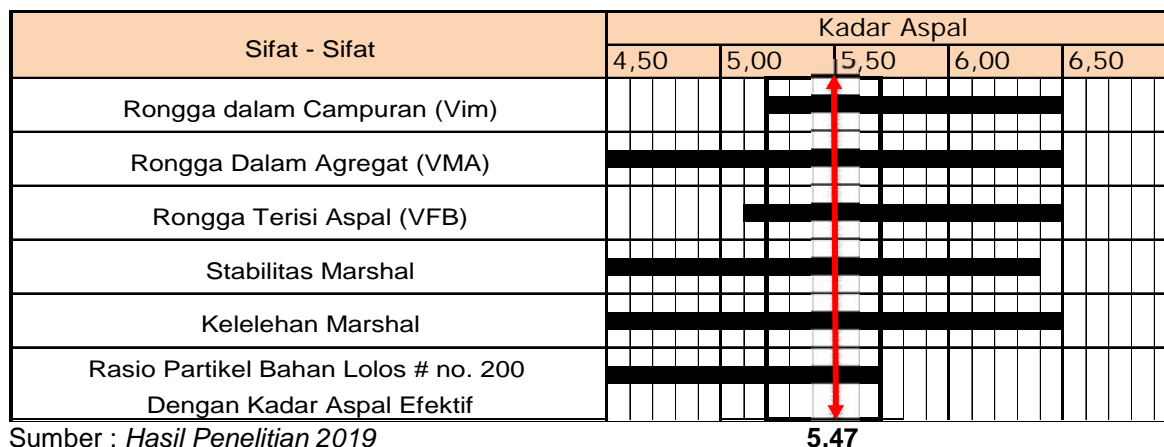 Sifat - Sifat
Kadar Aspal
4,50 5,00 5,50 6,00 6,50
Rongga dalam Campuran (Vim)
Rongga Dalam Agregat (VMA)
Rongga Terisi Aspal (VFB)
Stabilitas Marshal
Kelelehan Marshal
Rasio Partikel Bahan Lolos # no. 200
Dengan Kadar Aspal Efektif
Sumber : Hasil Penelitian 2019 5.47